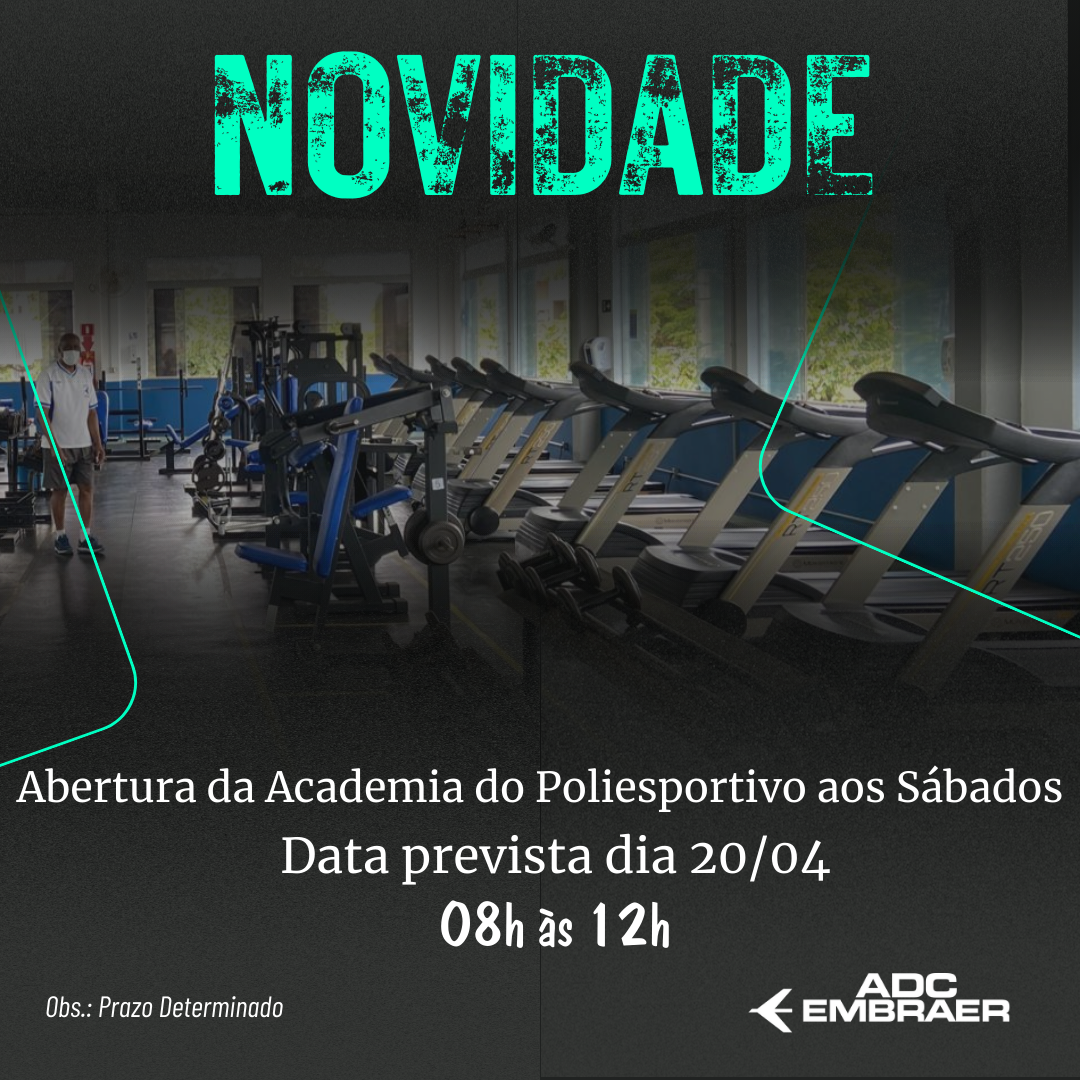 NOVIDADE
RT250
Abertura da Academia do Poliesportivo aos Sábados
Data prevista dia 20/04
08h às 12h
Obs.: Prazo Determinado
ADC
EMBRAER